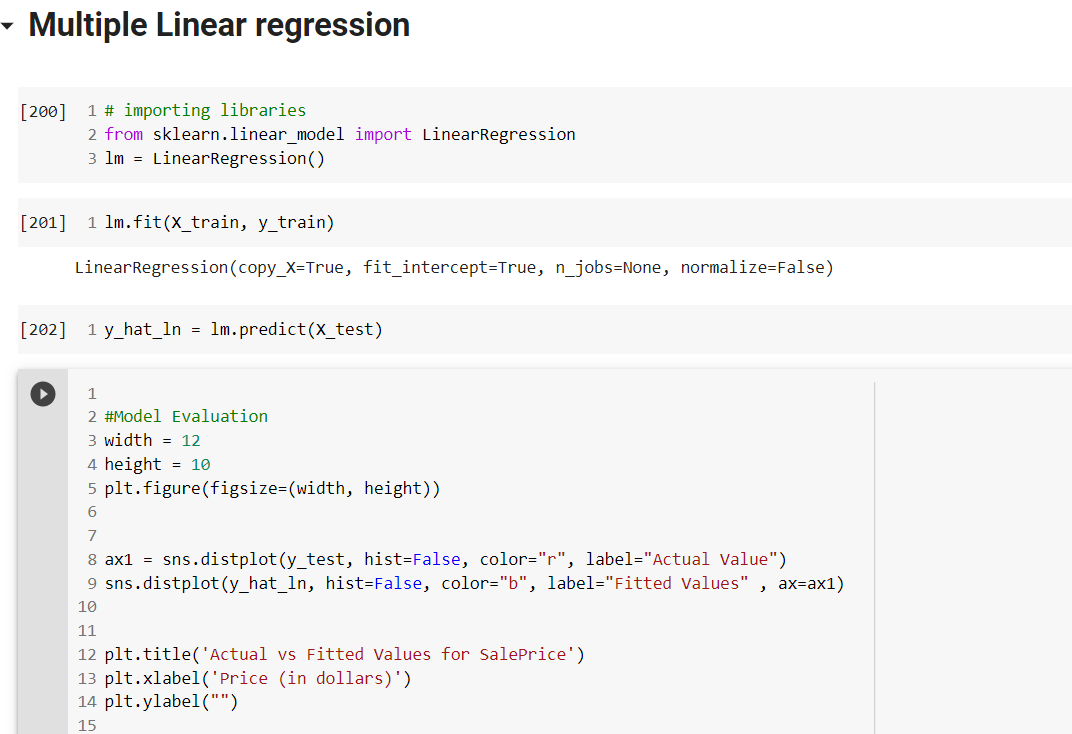 Multiple Linear regression
[200] 1 # importing libraries
2 from sklearn.linear_model import LinearRegression
3 lm = LinearRegression()
[201] 1 lm.fit(X_train, y_train)
LinearRegression(copy_X=True, fit_intercept=True, n_jobs=None, normalize=False)
[202] 1 y_hat_ln = lm.predict(X_test)
1
2 #Model Evaluation
3 width = 12
4 height = 10
5 plt.figure(figsize=(width, height))
6
7
8 ax1 = sns.distplot(y_test, hist=False, color="r", label="Actual Value")
9 sns.distplot(y_hat_ln, hist=False, color="b", label="Fitted Values" , ax=ax1)
10
11
12 plt.title('Actual vs Fitted Values for SalePrice')
13 plt.xlabel('Price (in dollars)')
14 plt.ylabel("")
15